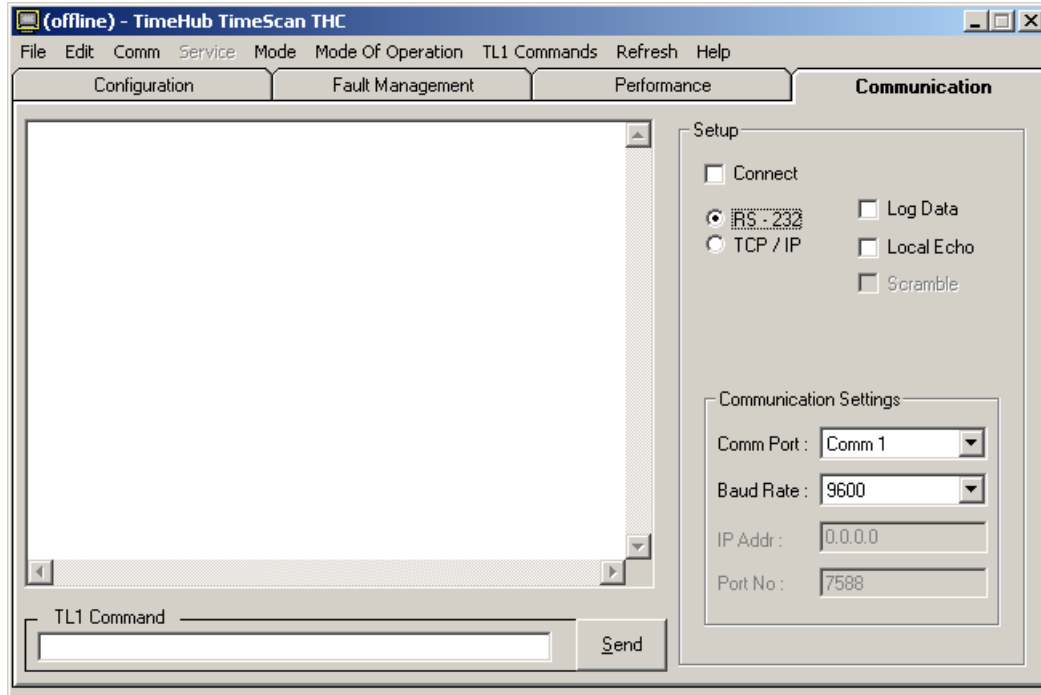 (offline) - TimeHub TimeScan THC
File Edit Comm Service Mode Mode Of Operation TL1 Commands Refresh Help
Configuration Fault Management Performance Communication
Setup
Connect
RS - 232
TCP / IP
Log Data
Local Echo
Scramble
Communication Settings
Comm Port : Comm 1
Baud Rate : 9600
IP Addr : 0.0.0.0
Port No : 7588
TL1 Command
Send